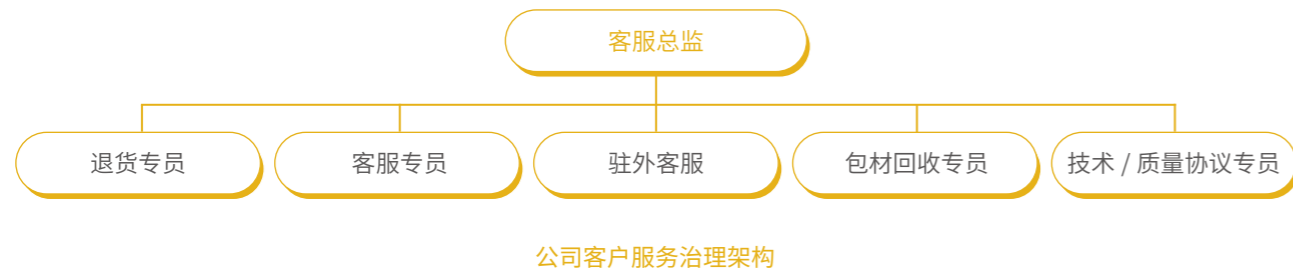 客服总监
退货专员
客服专员
驻外客服
包材回收专员
技术 / 质量协议专员
公司客户服务治理架构